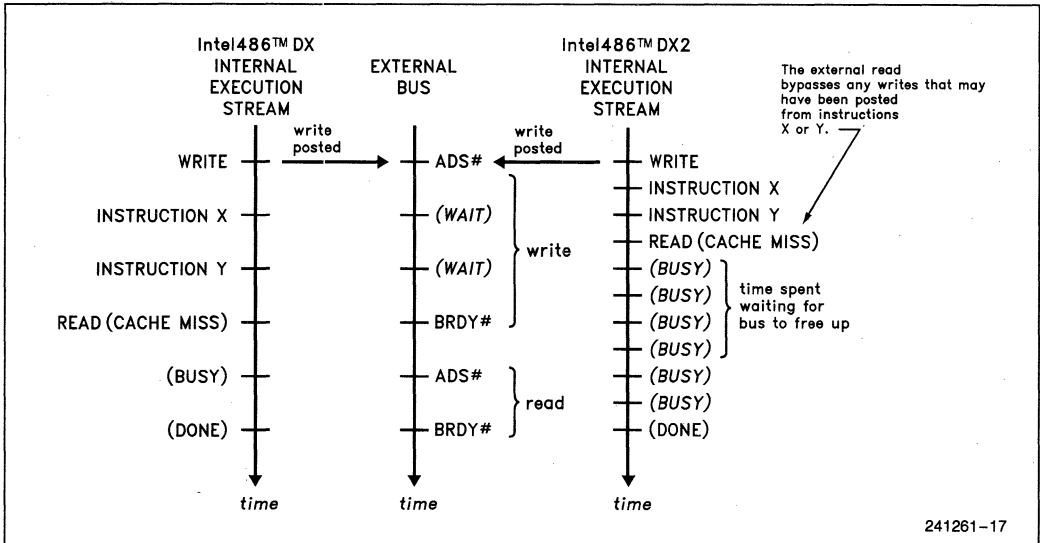 Intel486™ DX
INTERNAL
EXECUTION
STREAM
EXTERNAL
BUS
Intel486™ DX2
INTERNAL
EXECUTION
STREAM
The external read
bypasses any writes that may
have been posted
from instructions
X or Y.
write
posted
write
posted
WRITE
INSTRUCTION X
INSTRUCTION Y
READ (CACHE MISS)
(BUSY)
(DONE)
time
ADS#
(WAIT)
(WAIT)
BRDY#
write
ADS#
BRDY#
read
time
WRITE
INSTRUCTION X
INSTRUCTION Y
READ (CACHE MISS)
(BUSY)
(BUSY)
(BUSY)
(BUSY)
time spent
waiting for
bus to free up
(BUSY)
(BUSY)
(DONE)
time
241261-17